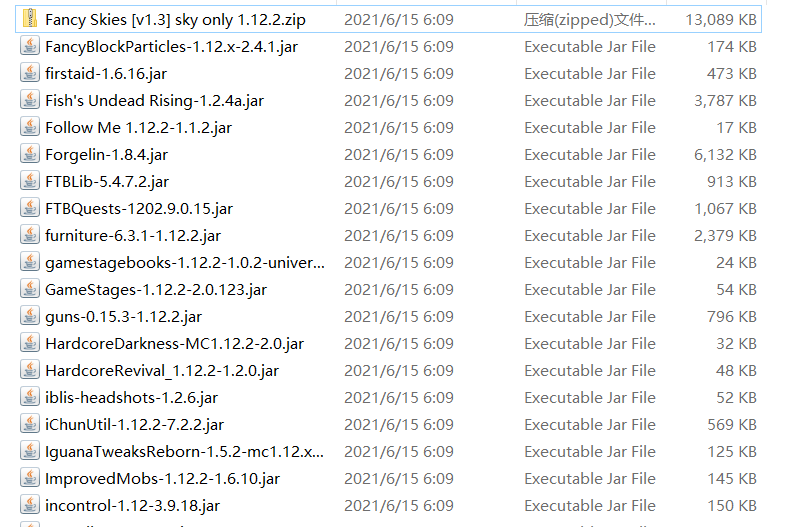 Fancy Skies [v1.3] sky only 1.12.2.zip 2021/6/15 6:09 压缩(zipped)文件... 13,089 KB
FancyBlockParticles-1.12.x-2.4.1.jar 2021/6/15 6:09 Executable Jar File 174 KB
firstaid-1.6.16.jar 2021/6/15 6:09 Executable Jar File 473 KB
Fish's Undead Rising-1.2.4a.jar 2021/6/15 6:09 Executable Jar File 3,787 KB
Follow Me 1.12.2-1.1.2.jar 2021/6/15 6:09 Executable Jar File 17 KB
Forgelin-1.8.4.jar 2021/6/15 6:09 Executable Jar File 6,132 KB
FTBLib-5.4.7.2.jar 2021/6/15 6:09 Executable Jar File 913 KB
FTBQuests-1202.9.0.15.jar 2021/6/15 6:09 Executable Jar File 1,067 KB
furniture-6.3.1-1.12.2.jar 2021/6/15 6:09 Executable Jar File 2,379 KB
gamestagebooks-1.12.2-1.0.2-univer... 2021/6/15 6:09 Executable Jar File 24 KB
GameStages-1.12.2-2.0.123.jar 2021/6/15 6:09 Executable Jar File 54 KB
guns-0.15.3-1.12.2.jar 2021/6/15 6:09 Executable Jar File 796 KB
HardcoreDarkness-MC1.12.2-2.0.jar 2021/6/15 6:09 Executable Jar File 32 KB
HardcoreRevival_1.12.2-1.2.0.jar 2021/6/15 6:09 Executable Jar File 48 KB
iblis-headshots-1.2.6.jar 2021/6/15 6:09 Executable Jar File 52 KB
iChunUtil-1.12.2-7.2.2.jar 2021/6/15 6:09 Executable Jar File 569 KB
IguanaTweaksReborn-1.5.2-mc1.12.x... 2021/6/15 6:09 Executable Jar File 125 KB
ImprovedMobs-1.12.2-1.6.10.jar 2021/6/15 6:09 Executable Jar File 145 KB
incontrol-1.12-3.9.18.jar 2021/6/15 6:09 Executable Jar File 150 KB